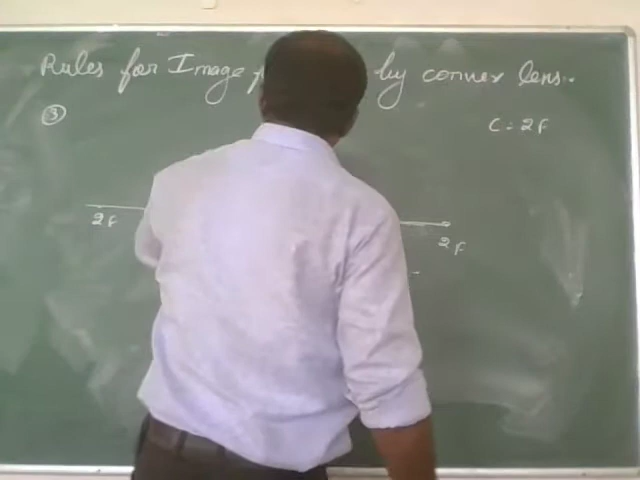 Rules for Image by convex lens..
③
C = 2F
2F
2F